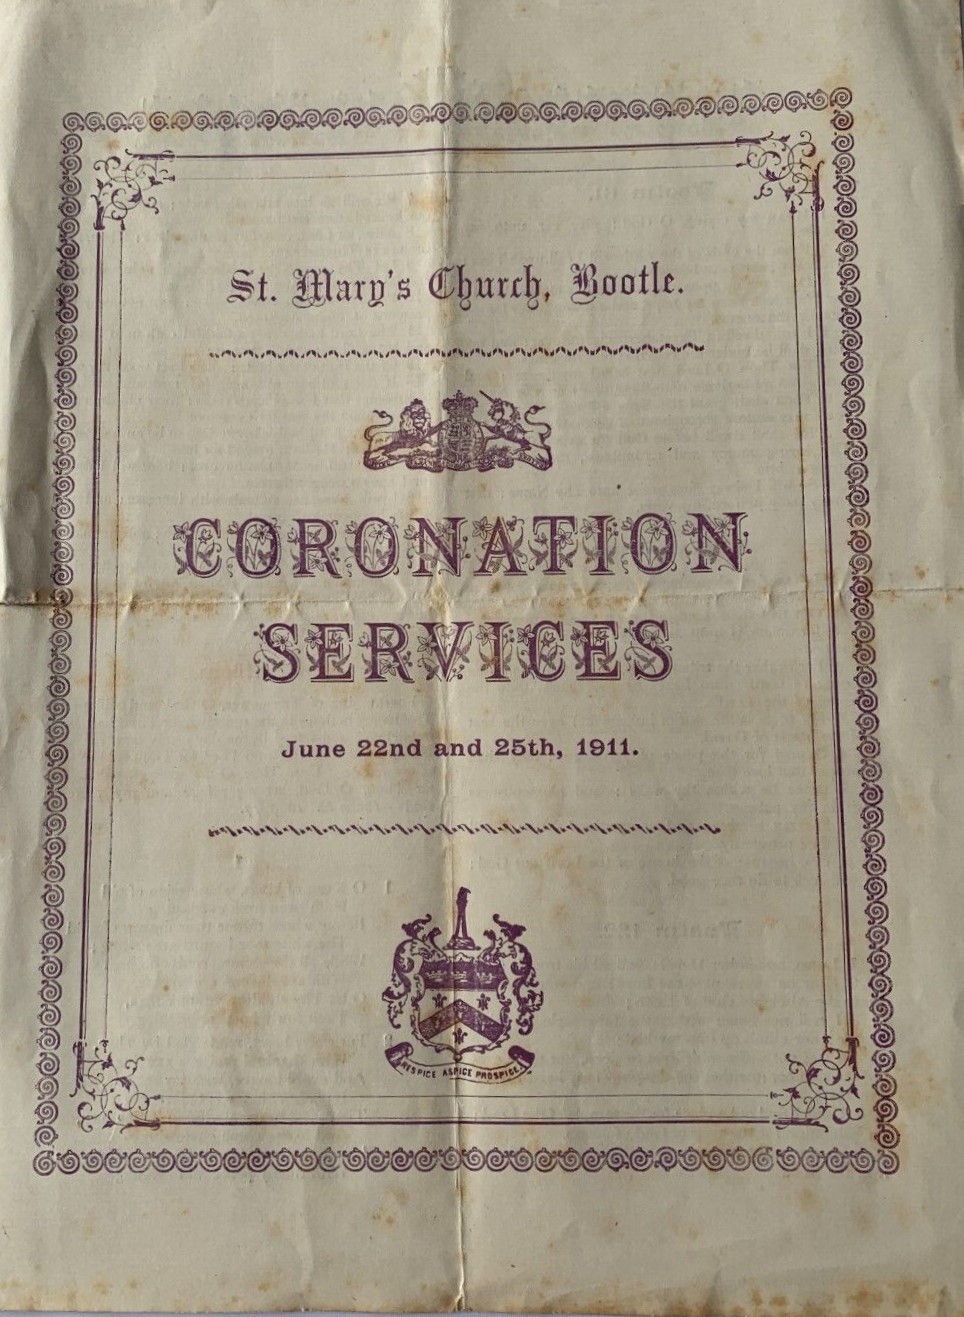 St. Mary's Church, Bootle.
CORONATION
SERVICES
June 22nd and 25th, 1911.
RESPICE ASPICE PROSPICE